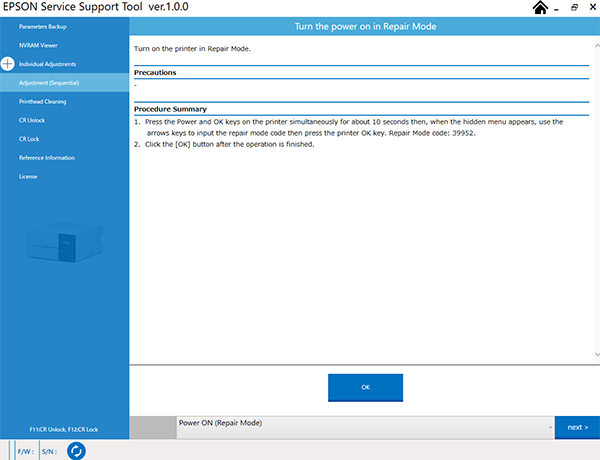 EPSON Service Support Tool ver.1.0.0
Parameters Backup
NVRAM Viewer
Individual Adjustments
Adjustment (Sequential)
Printhead Cleaning
CR Unlock
CR Lock
Reference Information
License
F11:CR Unlock, F12:CR Lock
Turn the power on in Repair Mode
Turn on the printer in Repair Mode.
Precautions
-
Procedure Summary
1. Press the Power and OK keys on the printer simultaneously for about 10 seconds then, when the hidden menu appears, use the
arrows keys to input the repair mode code then press the printer OK key. Repair Mode code: 39952.
2. Click the [OK] button after the operation is finished.
OK
Power ON (Repair Mode)
next >
F/W : S/N :